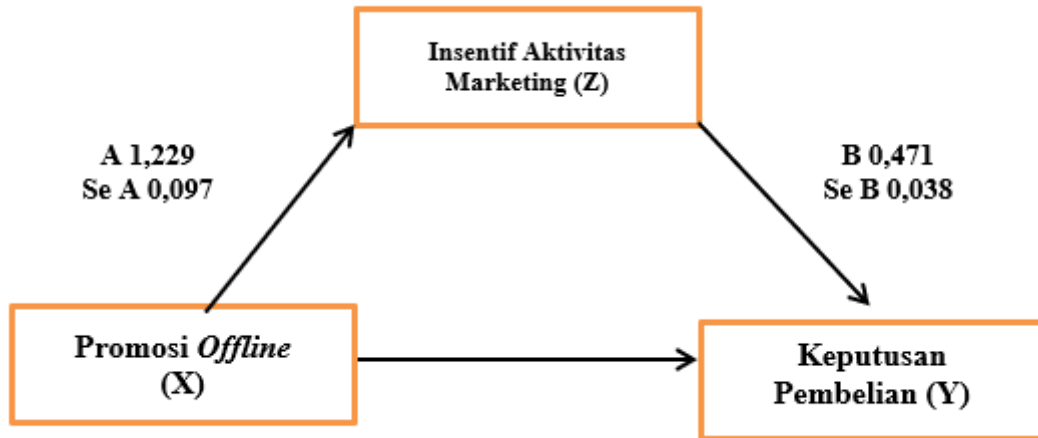 Insentif Aktivitas
Marketing (Z)
A 1,229
Se A 0,097
B 0,471
Se B 0,038
Promosi Offline
(X)
Keputusan
Pembelian (Y)